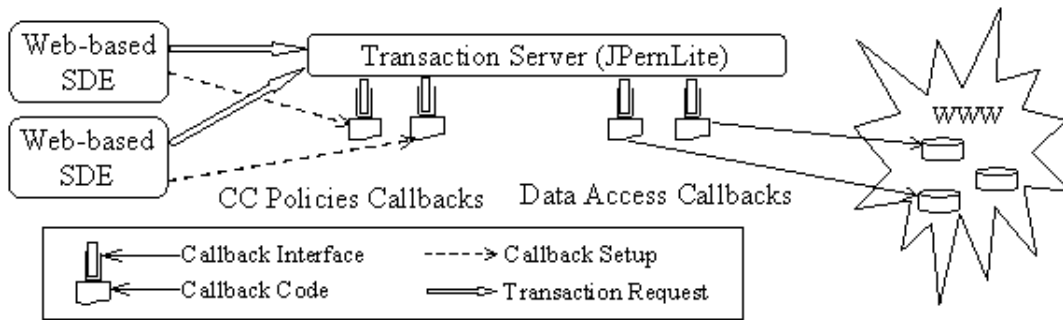 Web-based
SDE
Transaction Server (JPernLite)
WWW
Web-based
SDE
CC Policies Callbacks
Data Access Callbacks
Callback Interface
Callback Setup
Callback Code
Transaction Request